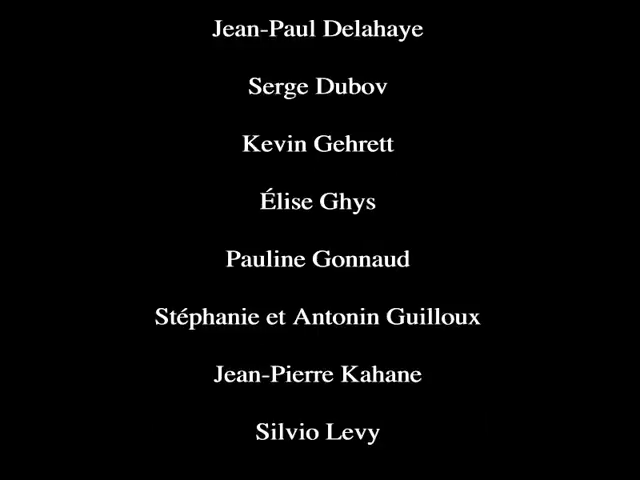 Jean-Paul Delahaye
Serge Dubov
Kevin Gehrett
Élise Ghys
Pauline Gonnaud
Stéphanie et Antonin Guilloux
Jean-Pierre Kahane
Silvio Levy